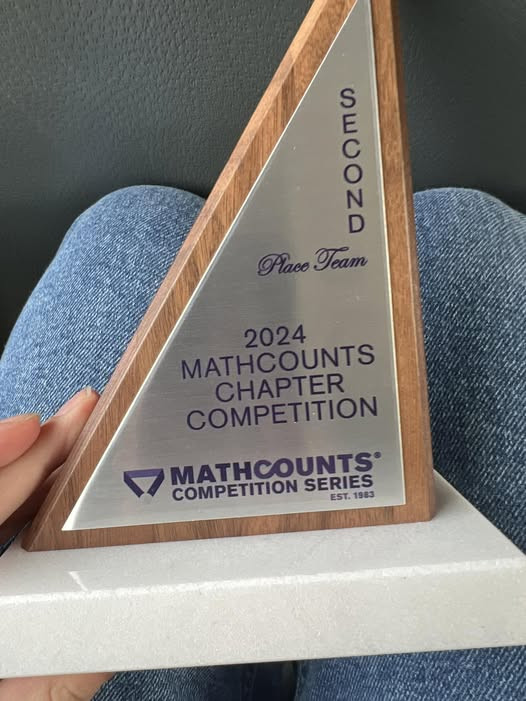 SECOND
Place Team
2024
MATHCOUNTS
CHAPTER
COMPETITION
MATHCOUNTS®
COMPETITION SERIES
EST. 1983